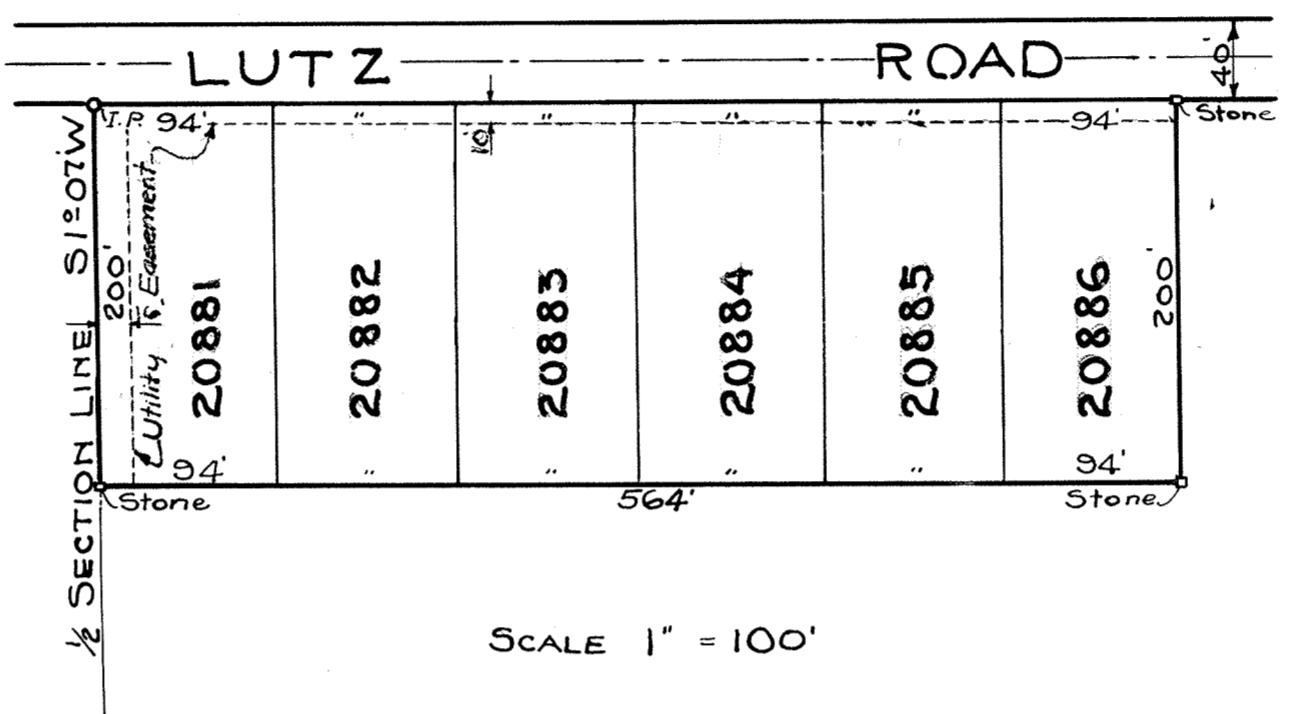 LUTZ ROAD
40'
I.P. 94' " " " " 94'
Stone
10'
½ SECTION LINE S1°07'W
200'
Utility Easement
20881
20882
20883
20884
20885
20886
200'
94' " " " " 94'
Stone
564'
Stone
SCALE 1" = 100'